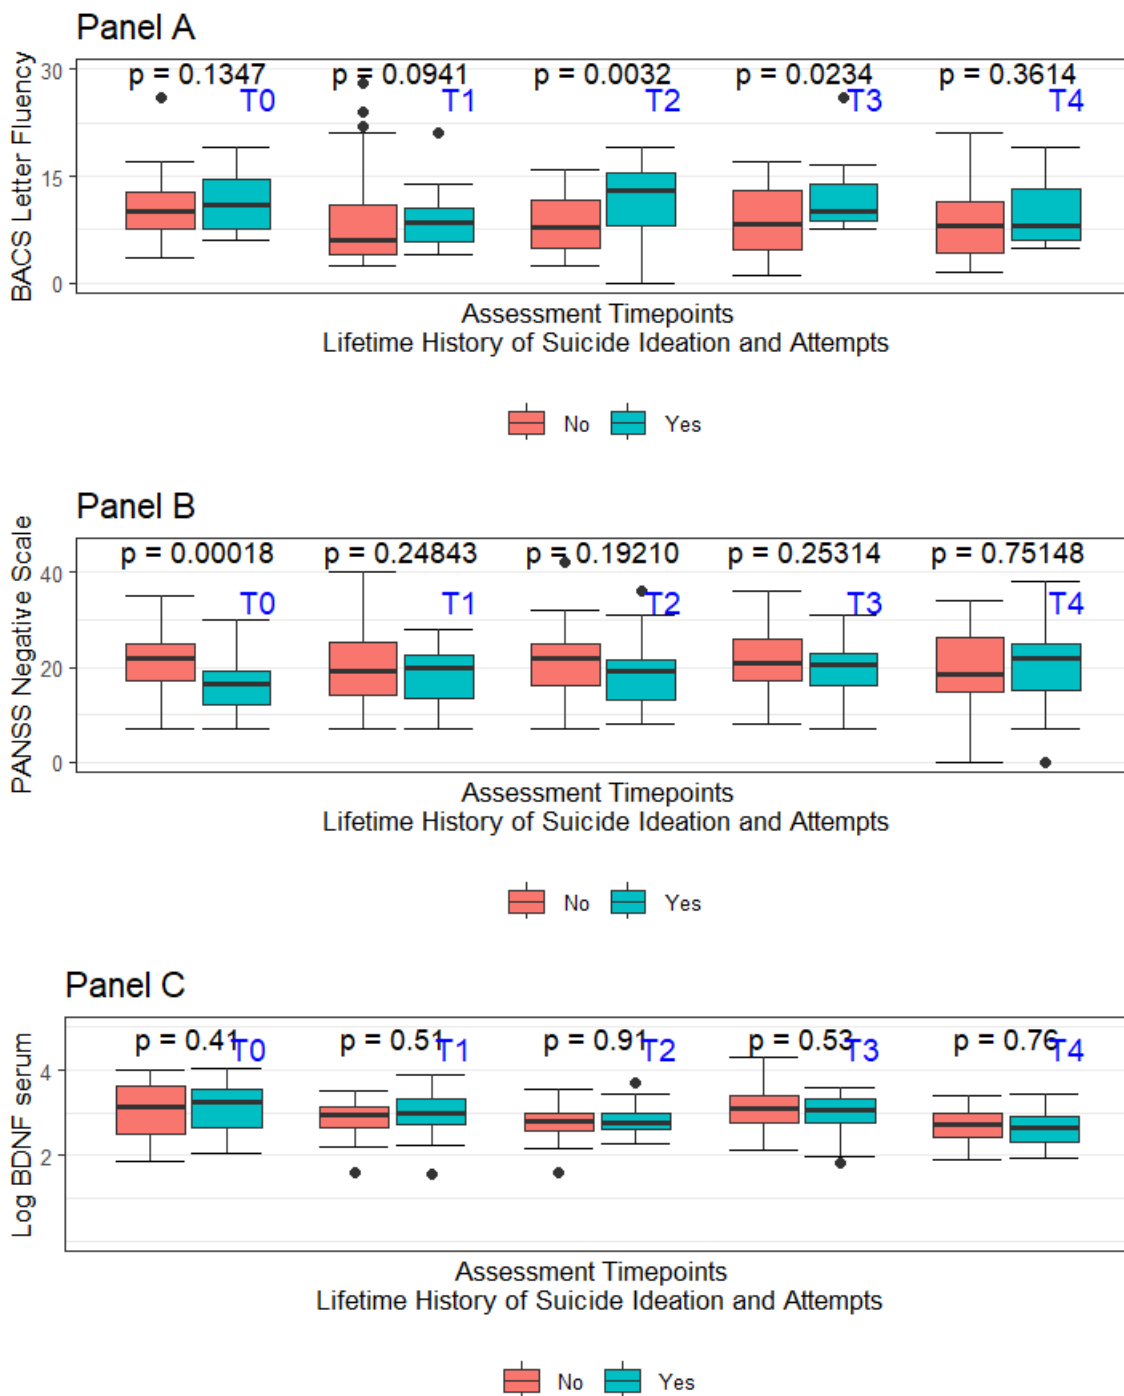 Panel A
BACS Letter Fluency
30
15
0
p = 0.1347
p = 0.0941
p = 0.0032
p = 0.0234
p = 0.3614
T0
T1
T2
T3
T4
Assessment Timepoints
Lifetime History of Suicide Ideation and Attempts
No
Yes
Panel B
PANSS Negative Scale
40
20
0
p = 0.00018
p = 0.24843
p = 0.19210
p = 0.25314
p = 0.75148
T0
T1
T2
T3
T4
Assessment Timepoints
Lifetime History of Suicide Ideation and Attempts
No
Yes
Panel C
Log BDNF serum
4
2
p = 0.41
p = 0.51
p = 0.91
p = 0.53
p = 0.76
T0
T1
T2
T3
T4
Assessment Timepoints
Lifetime History of Suicide Ideation and Attempts
No
Yes